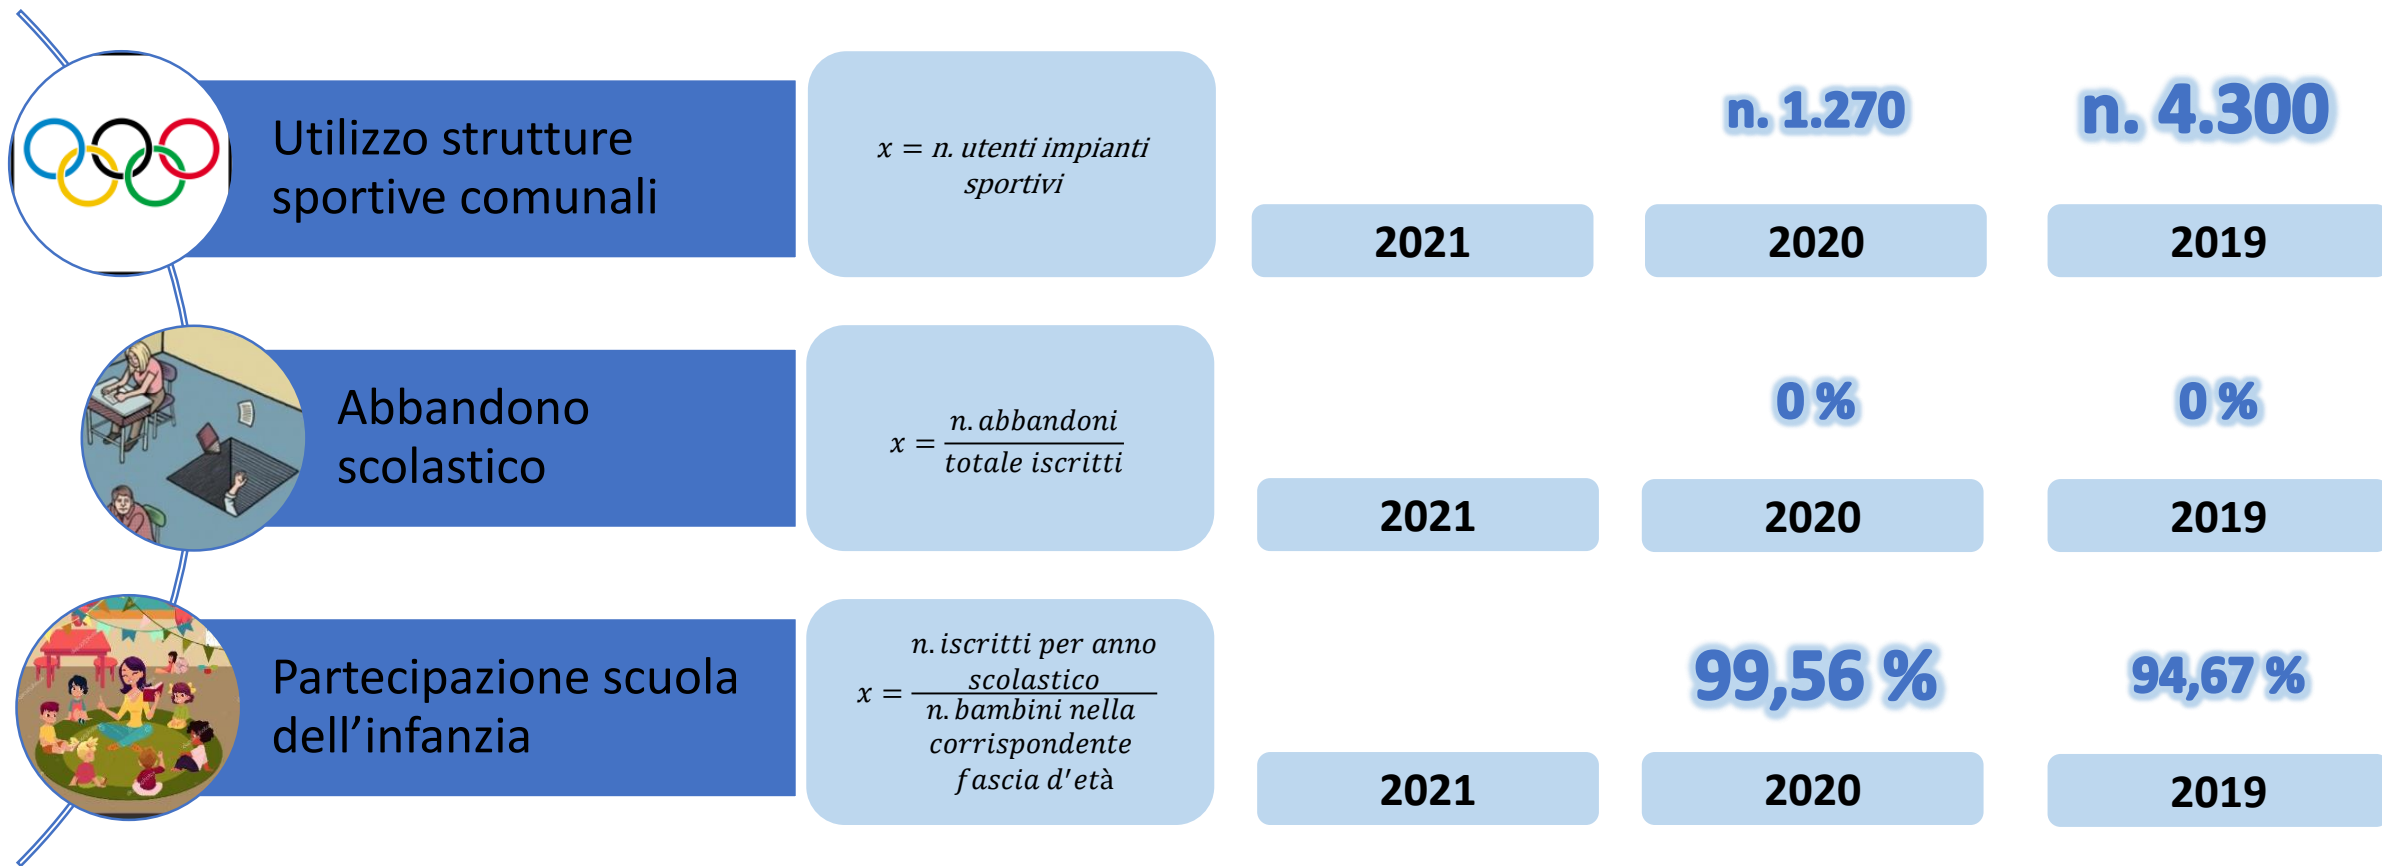 Utilizzo strutture
sportive comunali
x = n. utenti impianti
sportivi
n. 1.270
n. 4.300
2021
2020
2019
Abbandono
scolastico
x = n. abbandoni
totale iscritti
0 %
0 %
2021
2020
2019
Partecipazione scuola
dell’infanzia
n. iscritti per anno
scolastico
x =
n. bambini nella
corrispondente
fascia d'età
99,56 %
94,67 %
2021
2020
2019